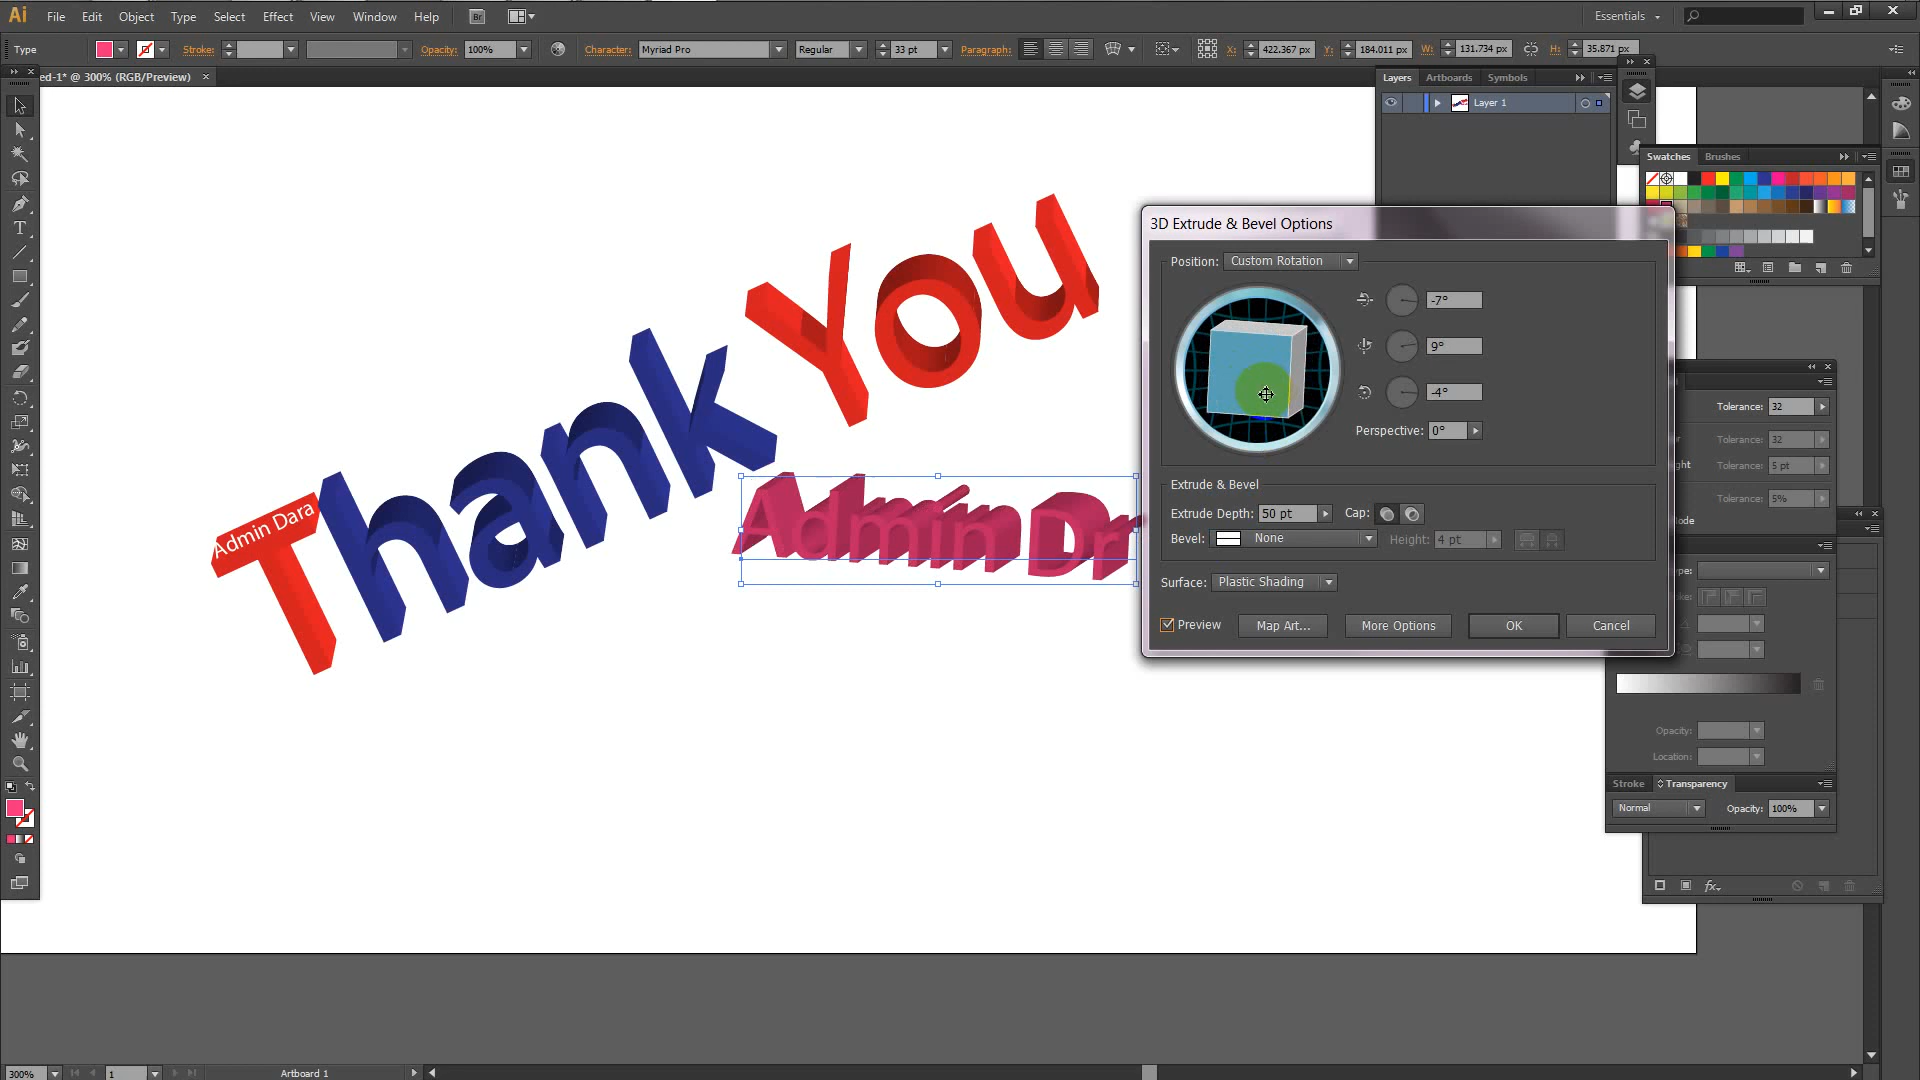 Ai File Edit Object Type Select Effect View Window Help Br Essentials
Type Stroke: Opacity: 100% Character: Myriad Pro Regular 33 pt Paragraph: X: 422.367 px Y: 184.011 px W: 131.734 px H: 35.871 px
ed-1* @ 300% (RGB/Preview)
Layers Artboards Symbols
Layer 1
Swatches Brushes
Thank You
Admin Dara
Admin Dr
3D Extrude & Bevel Options
Position: Custom Rotation
-7°
9°
-4°
Perspective: 0°
Extrude & Bevel
Extrude Depth: 50 pt Cap:
Bevel: None Height: 4 pt
Surface: Plastic Shading
Preview Map Art... More Options OK Cancel
Tolerance: 32
Tolerance: 32
Tolerance: 5 pt
Tolerance: 5%
Opacity:
Location:
Stroke Transparency
Normal Opacity: 100%
fx
300% 1 Artboard 1